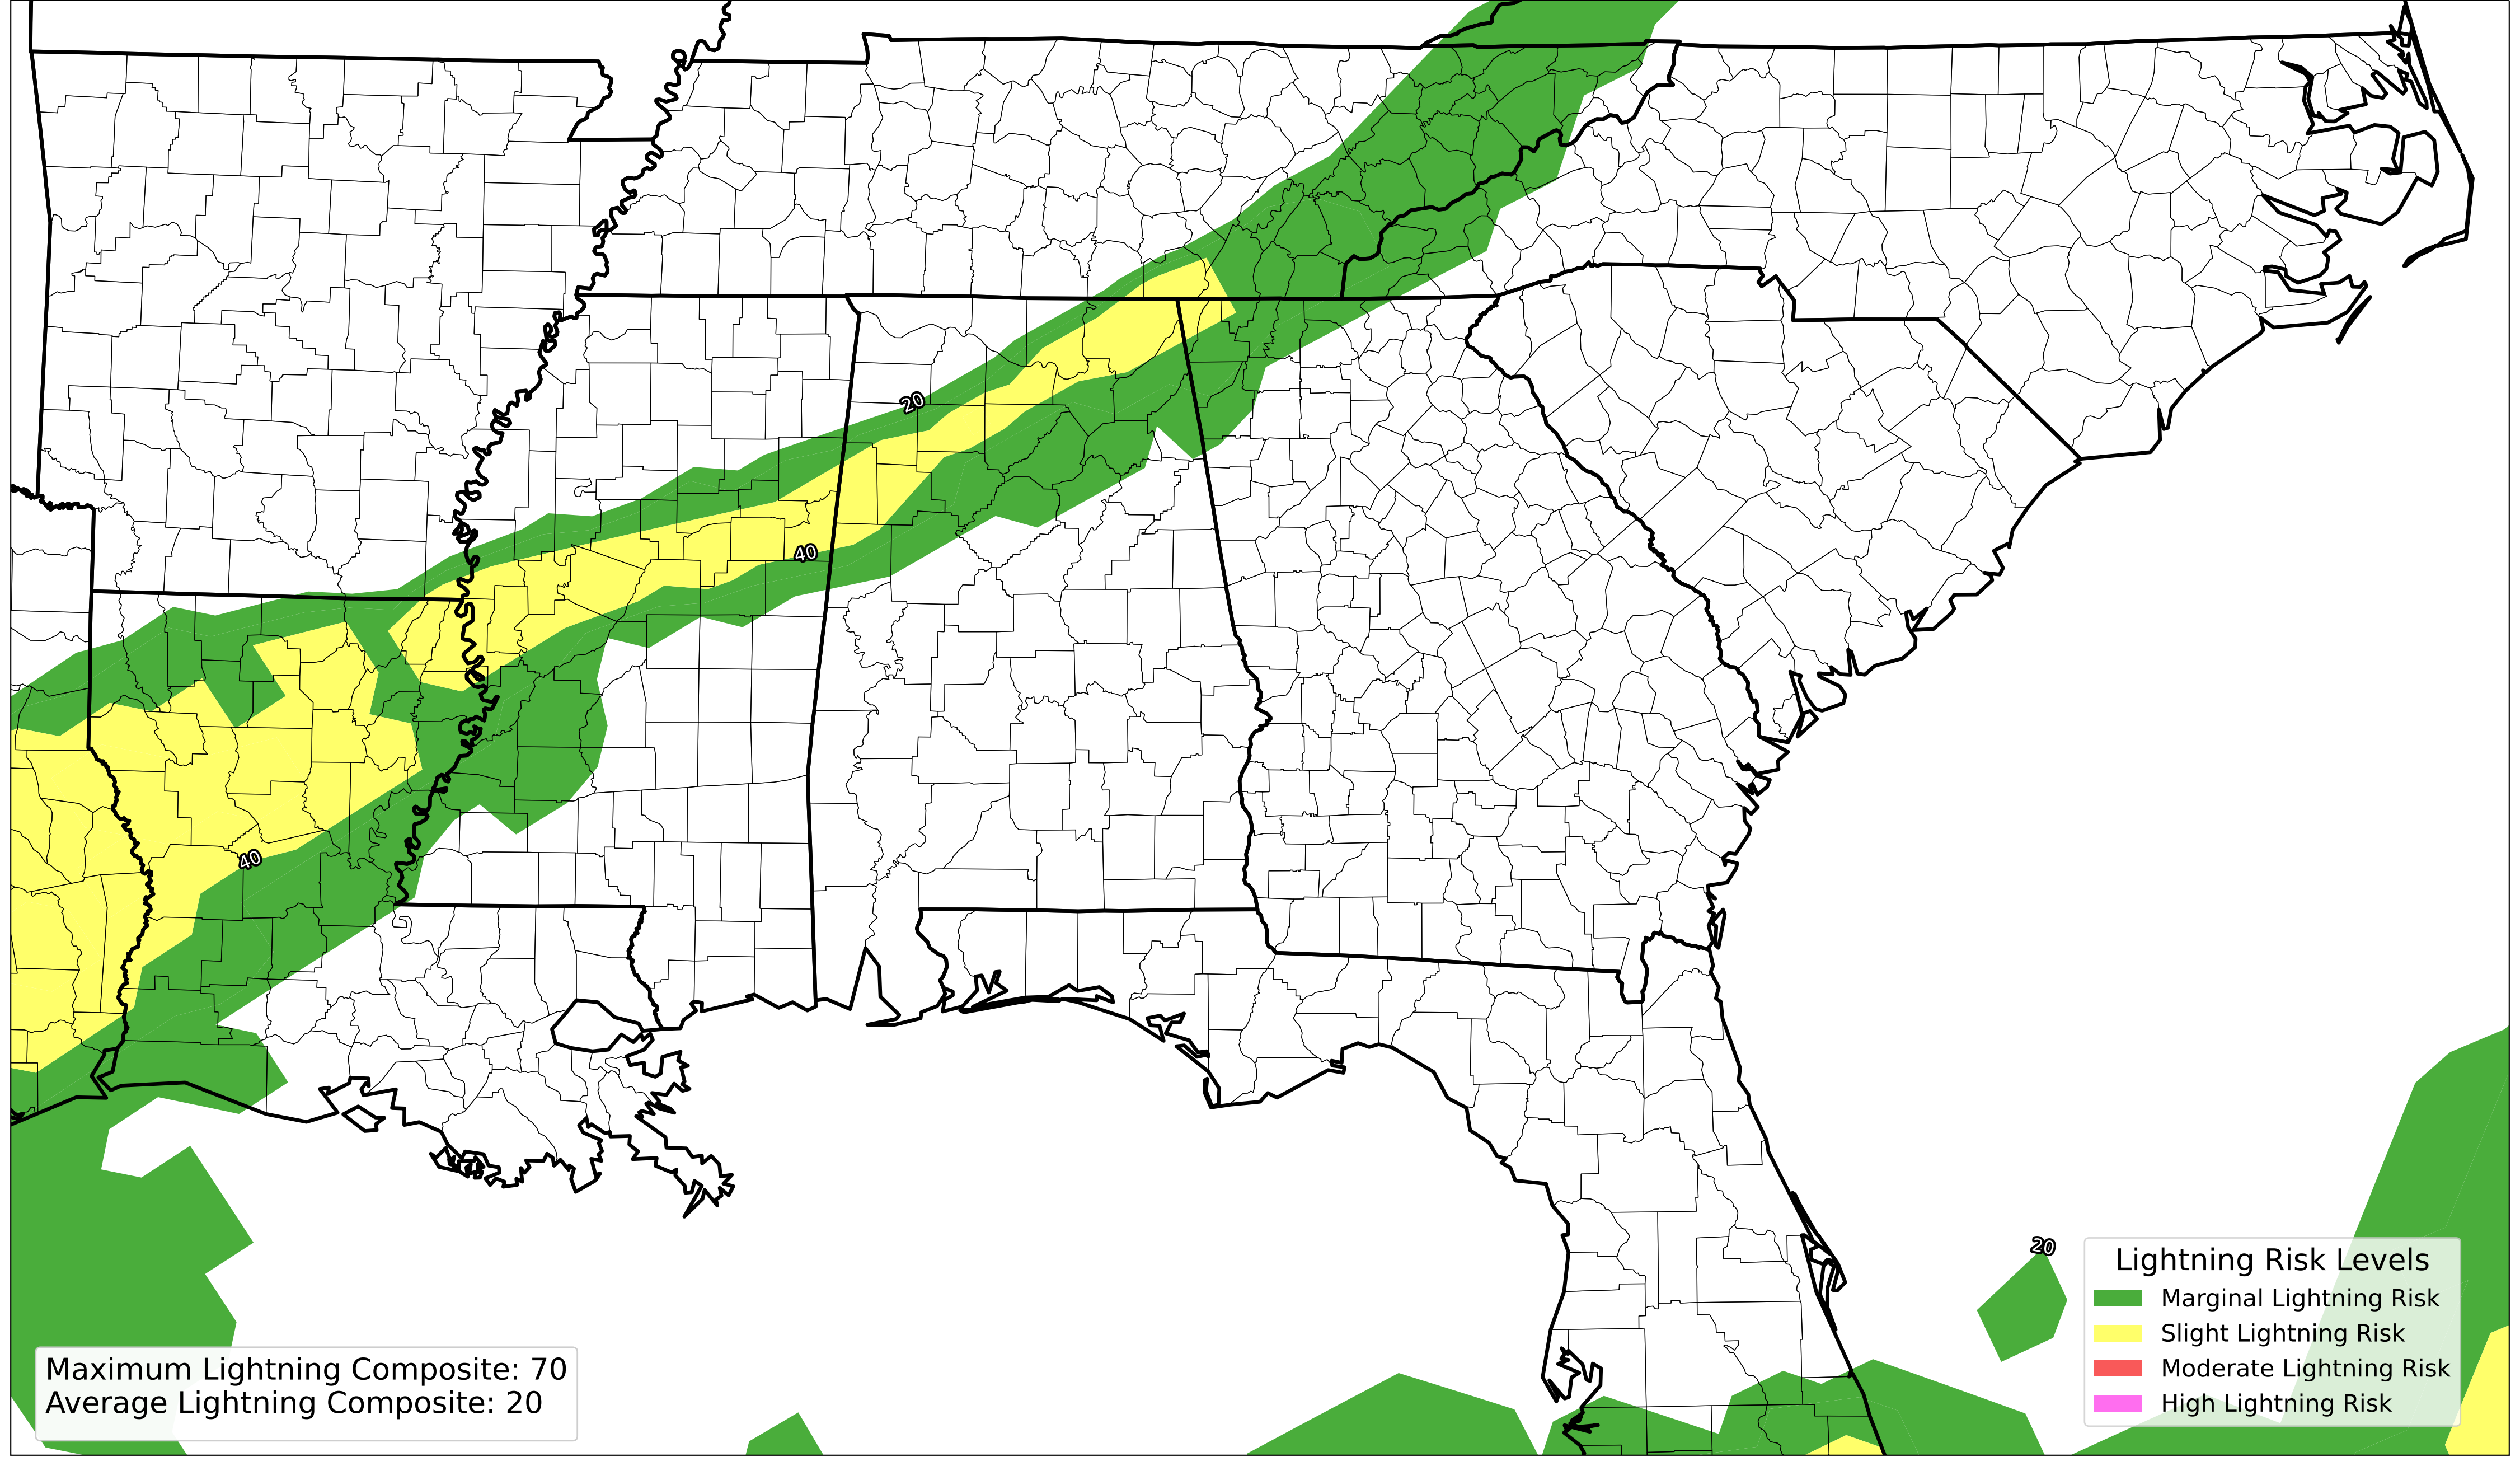 20
40
40
20
Lightning Risk Levels
Marginal Lightning Risk
Slight Lightning Risk
Moderate Lightning Risk
High Lightning Risk
Maximum Lightning Composite: 70
Average Lightning Composite: 20